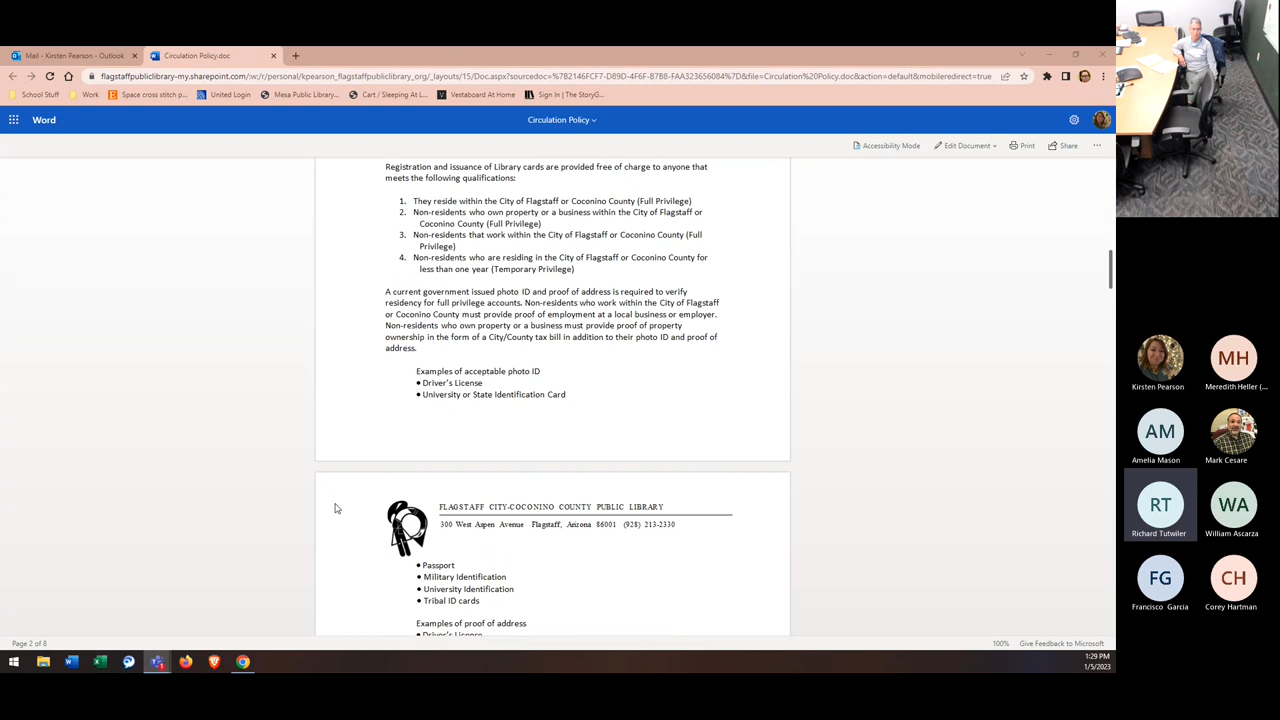 Mail - Kirsten Pearson - Outlook
Circulation Policy.doc
flagstaffpubliclibrary-my.sharepoint.com/:w:/r/personal/kpearson_flagstaffpubliclibrary_org/_layouts/15/Doc.aspx?sourcedoc=%7B2146FCF7-D89D-4F6F-B7B8-FAA323656084%7D&file=Circulation%20Policy.doc&action=default&mobileredirect=true
School Stuff
Work
Space cross stitch p...
United Login
Mesa Public Library...
Cart / Sleeping At L...
Vestaboard At Home
Sign In | The StoryG...
Word
Circulation Policy
Accessibility Mode
Edit Document
Print
Share
Registration and issuance of Library cards are provided free of charge to anyone that
meets the following qualifications:
1. They reside within the City of Flagstaff or Coconino County (Full Privilege)
2. Non-residents who own property or a business within the City of Flagstaff or
Coconino County (Full Privilege)
3. Non-residents that work within the City of Flagstaff or Coconino County (Full
Privilege)
4. Non-residents who are residing in the City of Flagstaff or Coconino County for
less than one year (Temporary Privilege)
A current government issued photo ID and proof of address is required to verify
residency for full privilege accounts. Non-residents who work within the City of Flagstaff
or Coconino County must provide proof of employment at a local business or employer.
Non-residents who own property or a business must provide proof of property
ownership in the form of a City/County tax bill in addition to their photo ID and proof of
address.
Examples of acceptable photo ID
• Driver's License
• University or State Identification Card
FLAGSTAFF CITY-COCONINO COUNTY PUBLIC LIBRARY
300 West Aspen Avenue Flagstaff, Arizona 86001 (928) 213-2330
• Passport
• Military Identification
• University Identification
• Tribal ID cards
Examples of proof of address
• Driver's License
Page 2 of 8
100%
Give Feedback to Microsoft
1:29 PM
1/5/2023
Kirsten Pearson
MH
Meredith Heller (...
AM
Amelia Mason
Mark Cesare
RT
Richard Tutwiler
WA
William Ascarza
FG
Francisco Garcia
CH
Corey Hartman